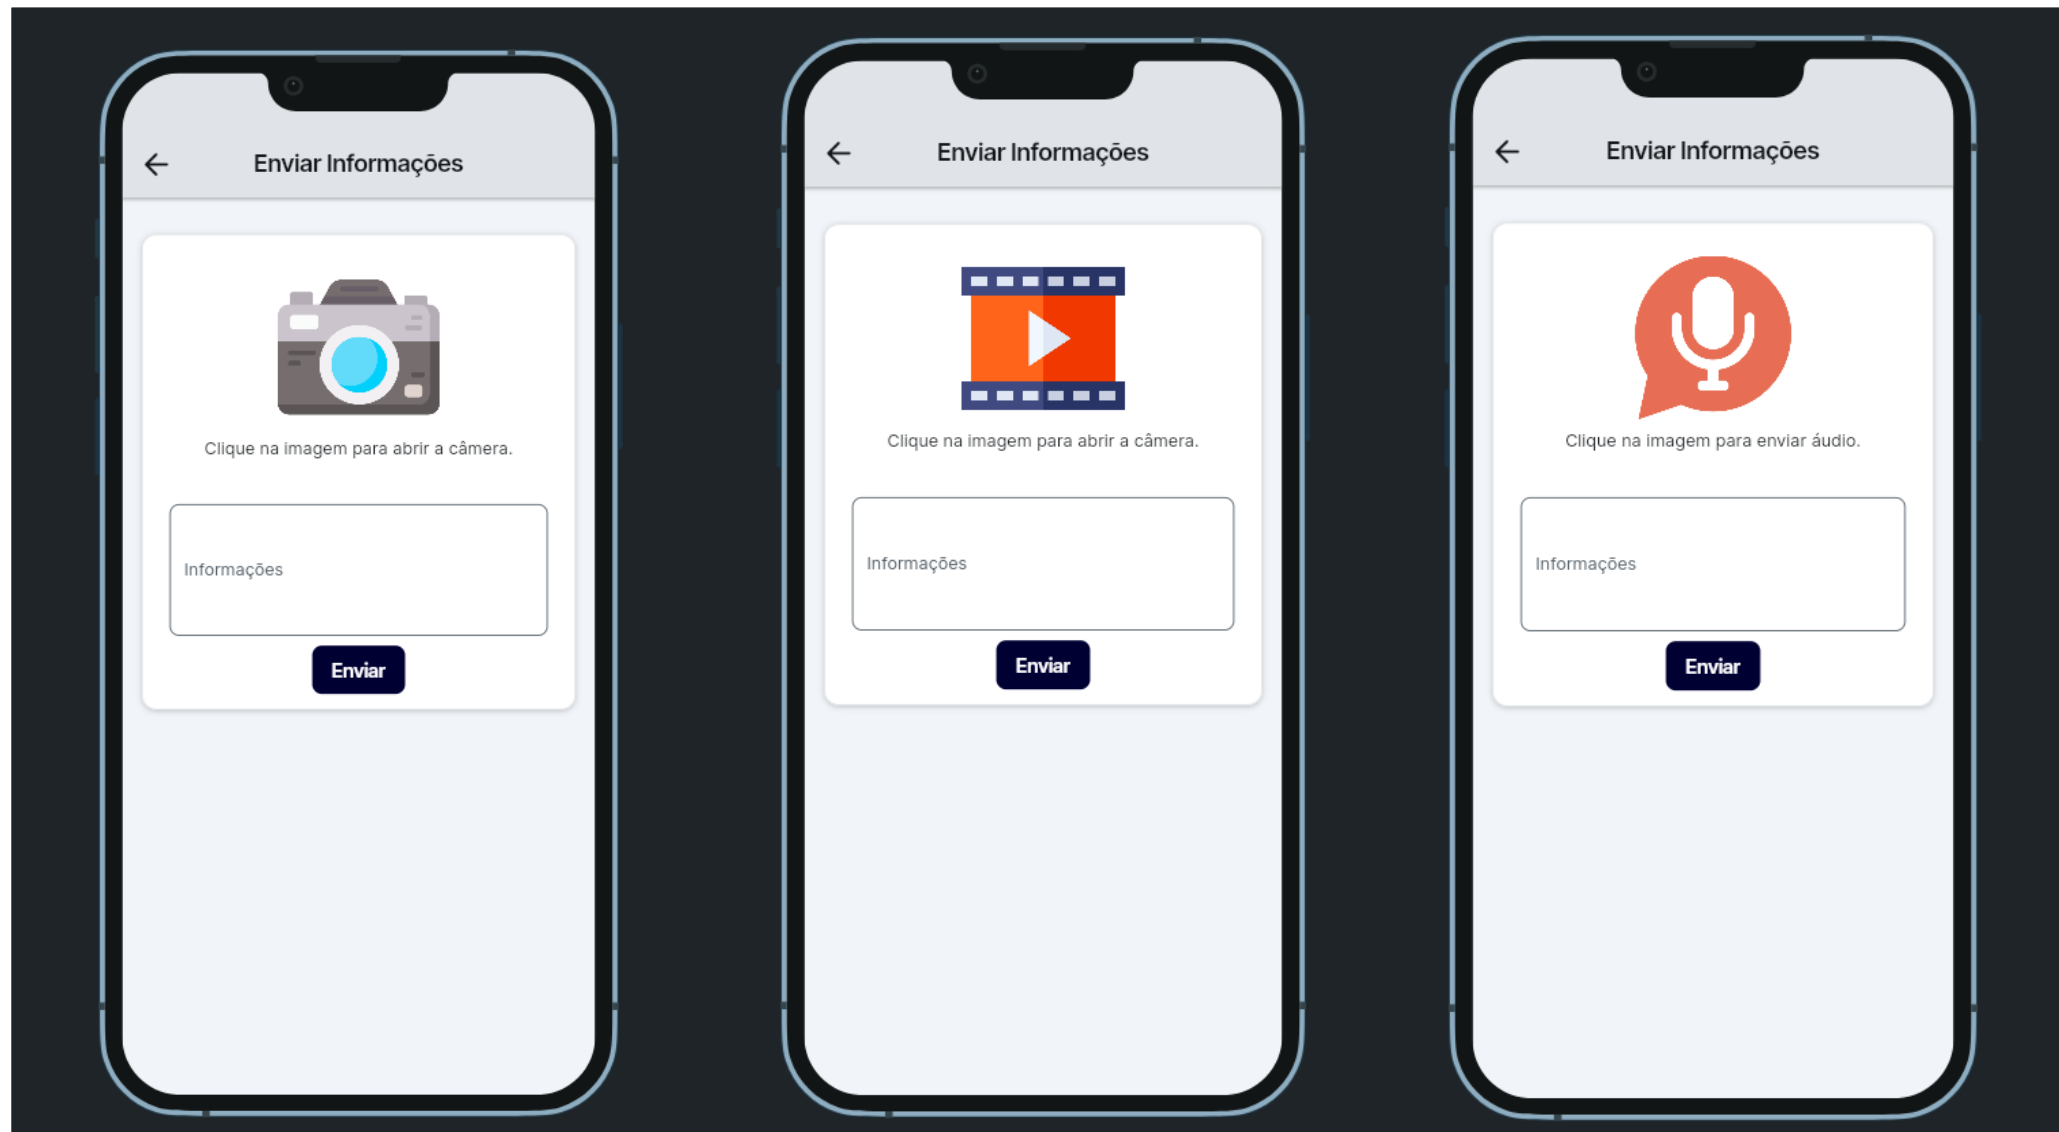 Enviar Informações
Clique na imagem para abrir a câmera.
Informações
Enviar
Enviar Informações
Clique na imagem para abrir a câmera.
Informações
Enviar
Enviar Informações
Clique na imagem para enviar áudio.
Informações
Enviar